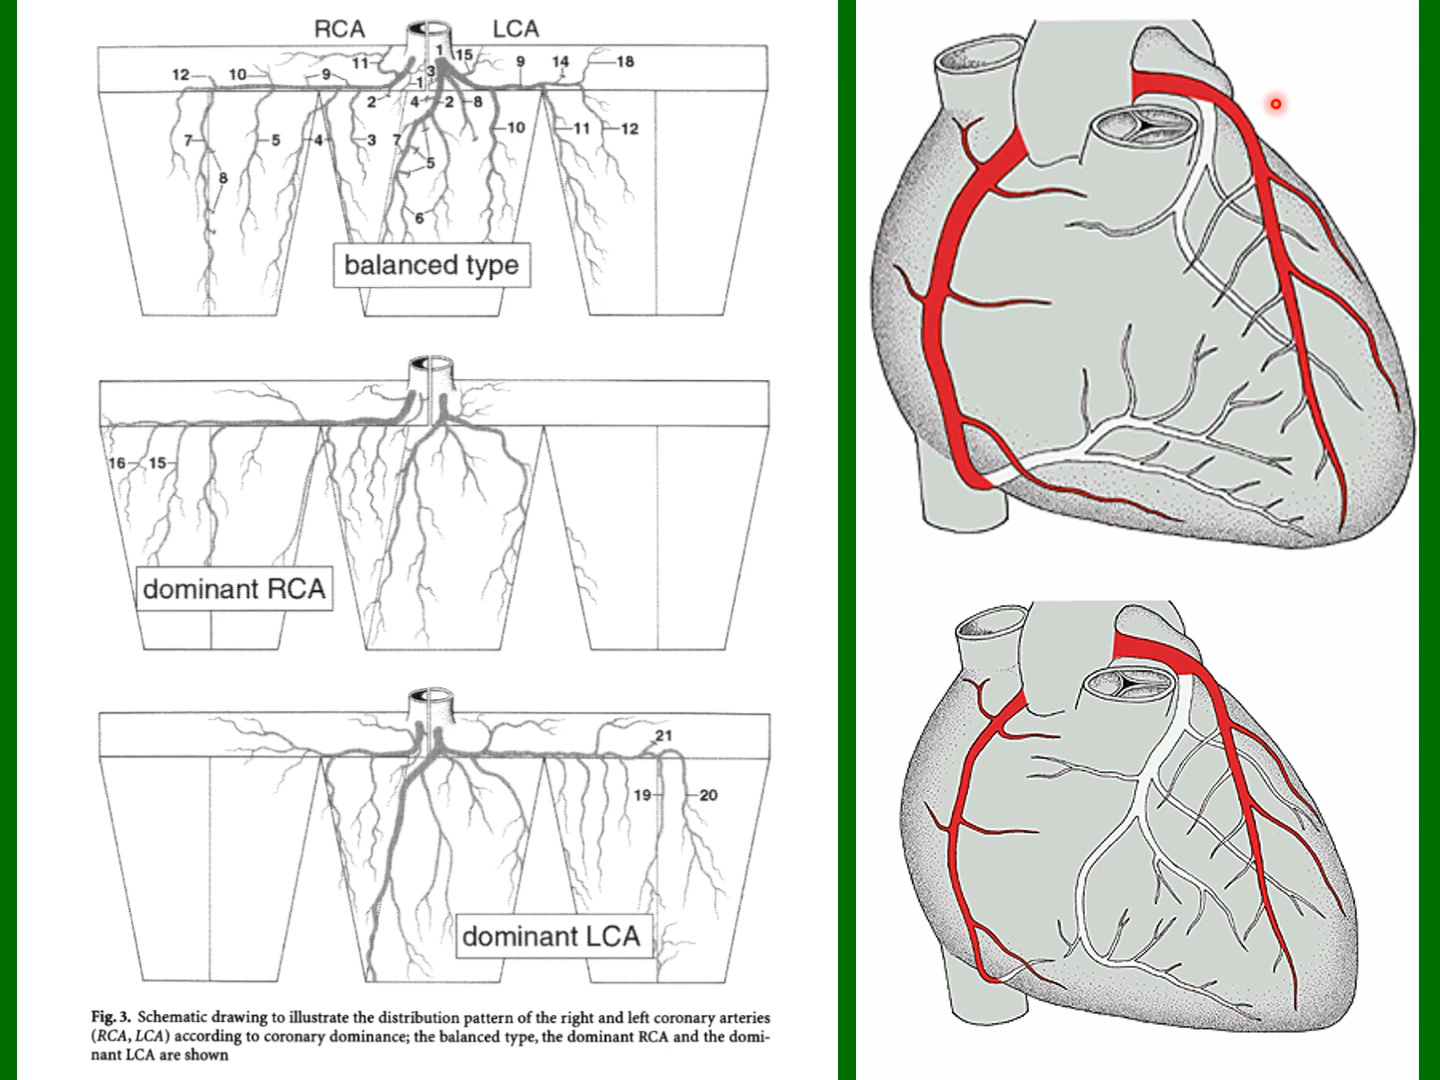 RCA LCA
1 15
11 9 14 18
12 10 9 3
1
2 4 2 8
7 5 4 3 7 10 11 12
5
8
6
balanced type
16 15
dominant RCA
21
19 20
dominant LCA
Fig. 3. Schematic drawing to illustrate the distribution pattern of the right and left coronary arteries
(RCA, LCA) according to coronary dominance; the balanced type, the dominant RCA and the domi-
nant LCA are shown